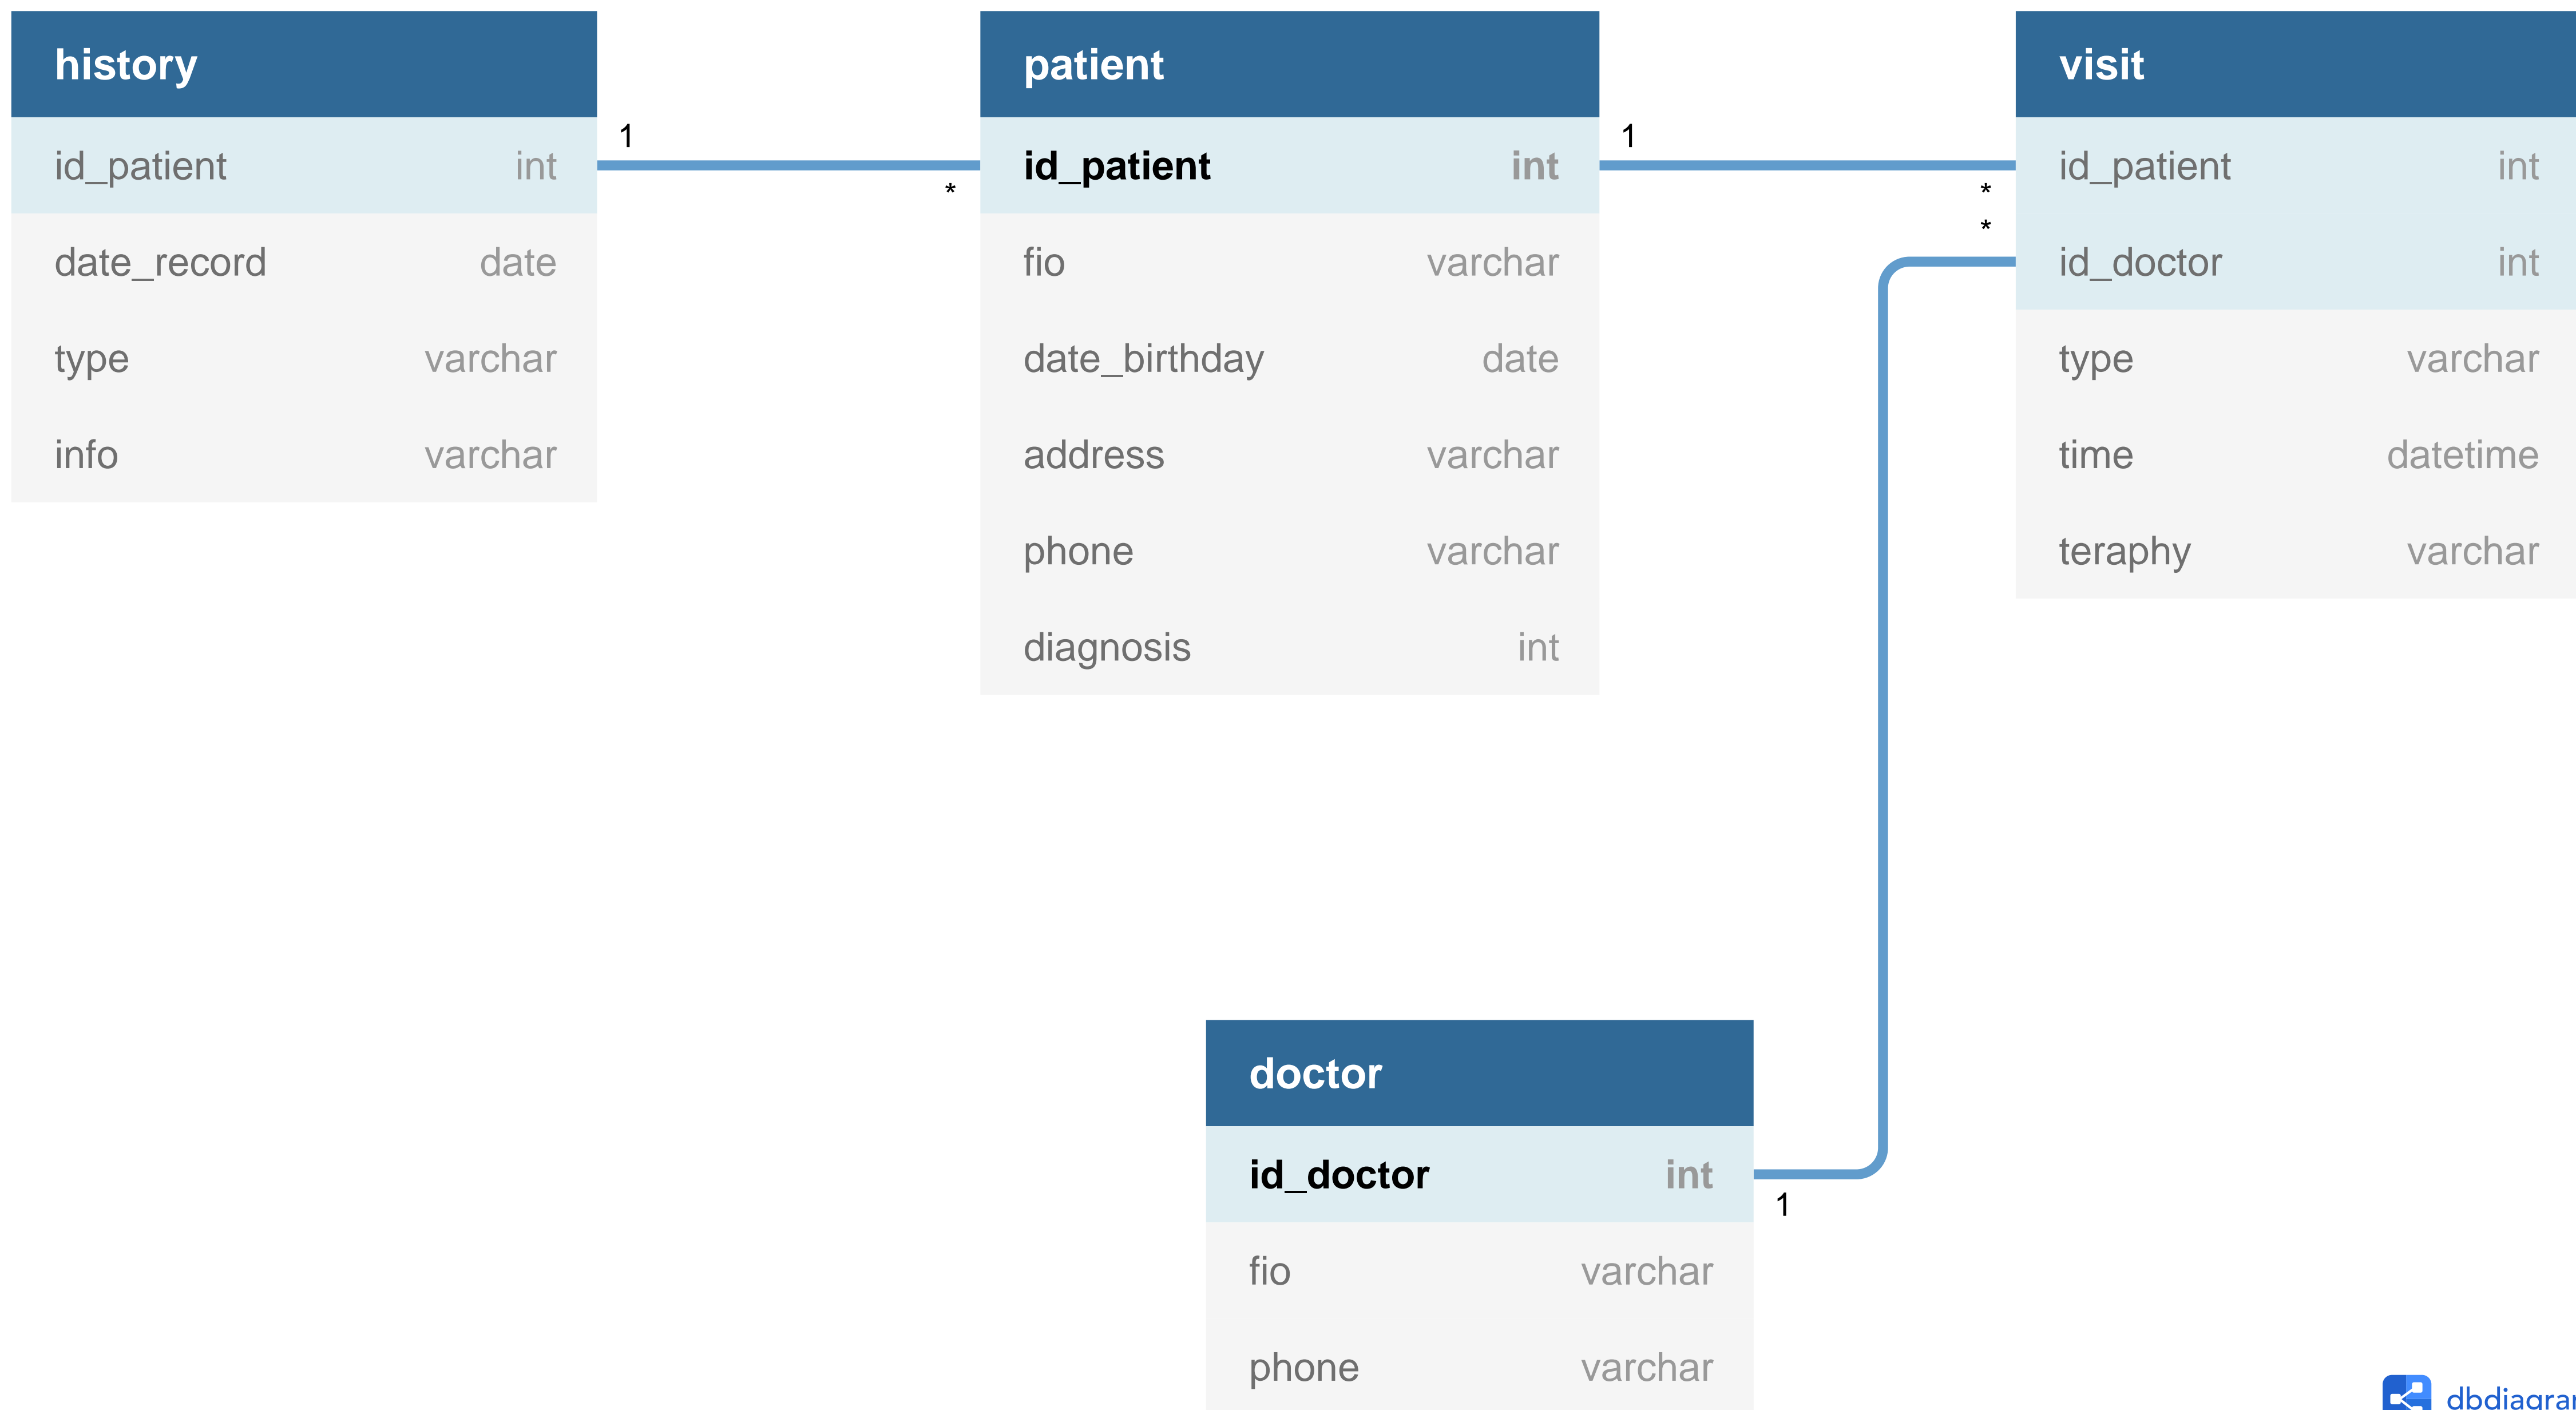 history
id_patient int
date_record date
type varchar
info varchar
1
*
patient
id_patient int
fio varchar
date_birthday date
address varchar
phone varchar
diagnosis int
1
*
*
visit
id_patient int
id_doctor int
type varchar
time datetime
teraphy varchar
doctor
id_doctor int
fio varchar
phone varchar
1
dbdiagram